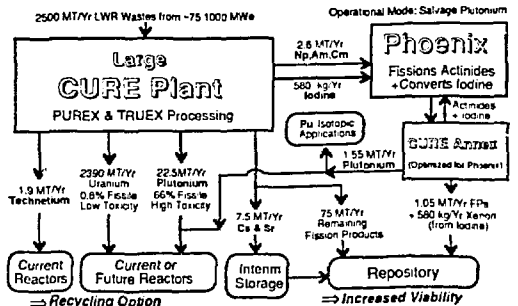 2500 MT/Yr LWR Wastes from ~75 1000 MWe
Operational Mode: Salvage Plutonium
Large
CURE Plant
PUREX & TRUEX Processing
2.6 MT/Yr
Np,Am,Cm
580 kg/Yr
Iodine
Phoenix
Fissions Actinides
+Converts Iodine
Actinides
+ Iodine
Pu Isotopic
Applications
CURE Annex
(Optimized for Phoenix)
1.55 MT/Yr
Plutonium
1.9 MT/Yr
Technetium
2390 MT/Yr
Uranium
0.8% Fissile
Low Toxicity
22.5MT/Yr
Plutonium
66% Fissile
High Toxicity
7.5 MT/Yr
Cs & Sr
75 MT/Yr
Remaining
Fission Products
1.05 MT/Yr FPs
+ 580 kg/Yr Xenon
(from Iodine)
Current
Reactors
Current or
Future Reactors
Interim
Storage
Repository
⇒ Recycling Option
⇒ Increased Viability